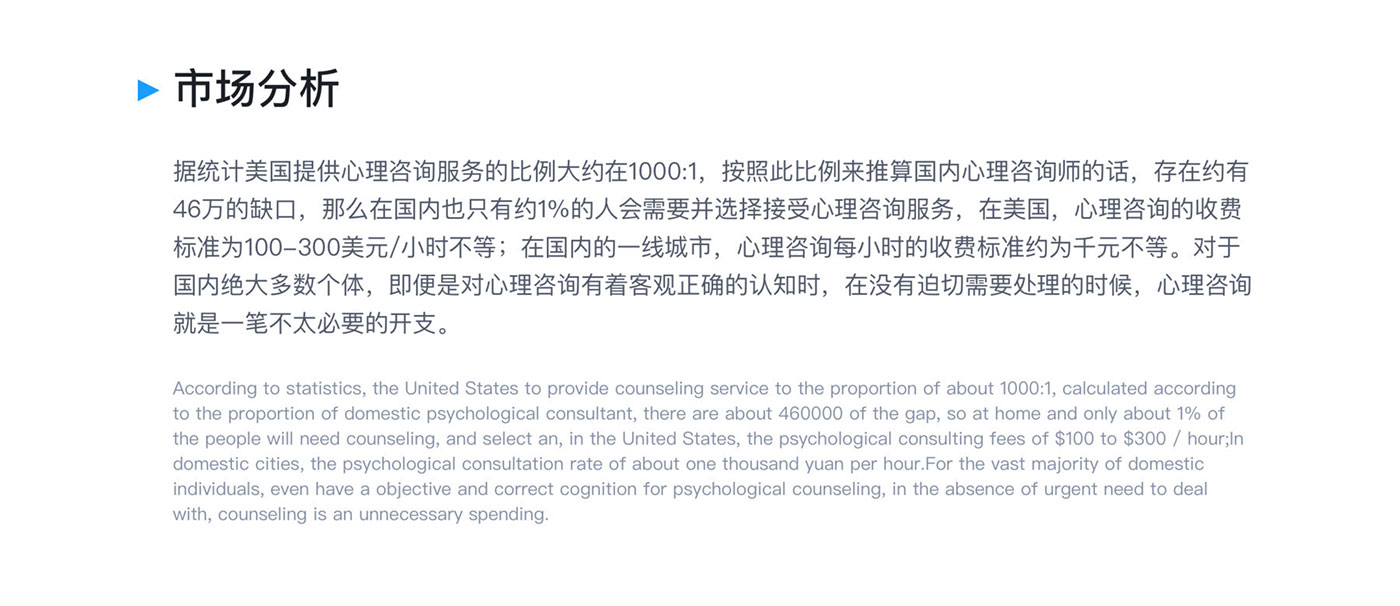 市场分析
据统计美国提供心理咨询服务的比例大约在1000:1，按照此比例来推算国内心理咨询师的话，存在约有
46万的缺口，那么在国内也只有约1%的人会需要并选择接受心理咨询服务，在美国，心理咨询的收费
标准为100-300美元/小时不等；在国内的一线城市，心理咨询每小时的收费标准约为千元不等。对于
国内绝大多数个体，即便是对心理咨询有着客观正确的认知时，在没有迫切需要处理的时候，心理咨询
就是一笔不太必要的开支。
According to statistics, the United States to provide counseling service to the proportion of about 1000:1, calculated according
to the proportion of domestic psychological consultant, there are about 460000 of the gap, so at home and only about 1% of
the people will need counseling, and select an, in the United States, the psychological consulting fees of $100 to $300 / hour;In
domestic cities, the psychological consultation rate of about one thousand yuan per hour.For the vast majority of domestic
individuals, even have a objective and correct cognition for psychological counseling, in the absence of urgent need to deal
with, counseling is an unnecessary spending.